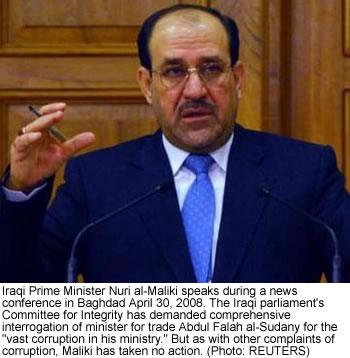 Iraqi Prime Minister Nuri al-Maliki speaks during a news
conference in Baghdad April 30, 2008. The Iraqi parliament's
Committee for Integrity has demanded comprehensive
interrogation of minister for trade Abdul Falah al-Sudany for the
"vast corruption in his ministry." But as with other complaints of
corruption, Maliki has taken no action. (Photo: REUTERS)